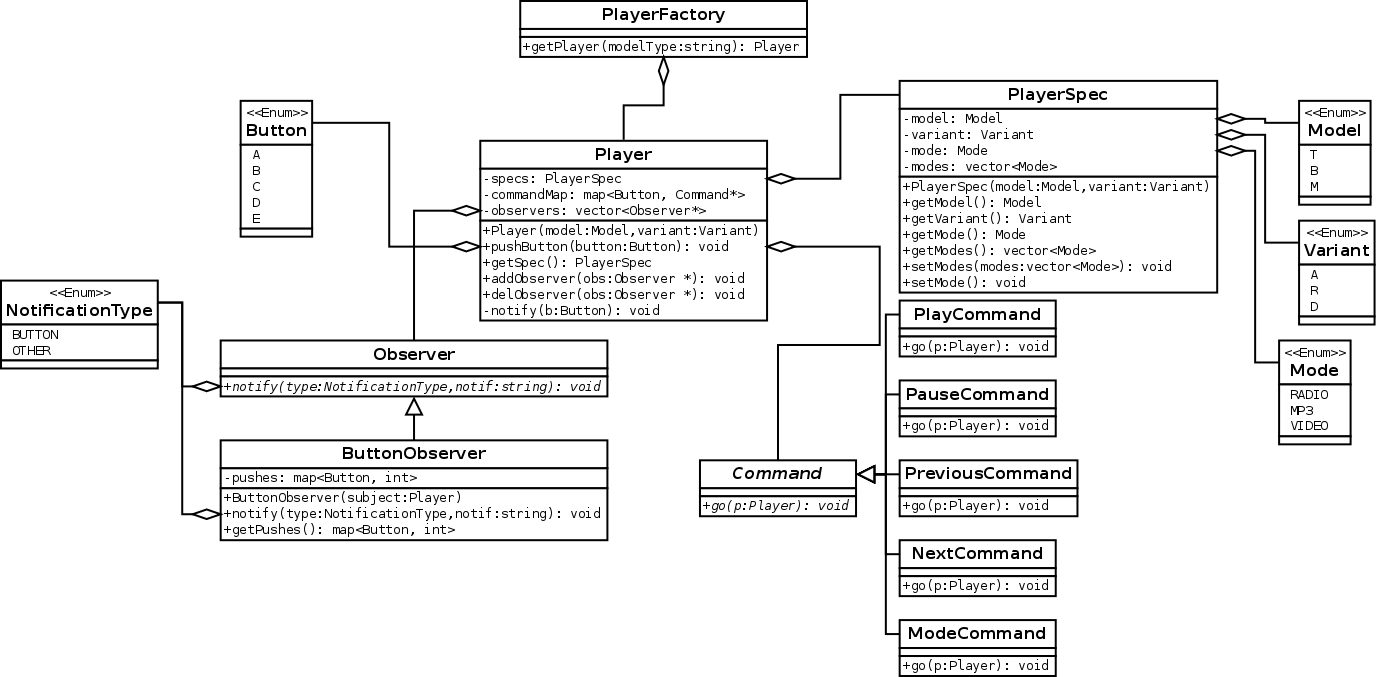 PlayerFactory
+getPlayer(modelType:string): Player
<<Enum>>
Button
A
B
C
D
E
Player
-specs: PlayerSpec
-commandMap: map<Button, Command*>
-observers: vector<Observer*>
+Player(model:Model,variant:Variant)
+pushButton(button:Button): void
+getSpec(): PlayerSpec
+addObserver(obs:Observer *): void
+delObserver(obs:Observer *): void
-notify(b:Button): void
PlayerSpec
-model: Model
-variant: Variant
-mode: Mode
-modes: vector<Mode>
+PlayerSpec(model:Model,variant:Variant)
+getModel(): Model
+getVariant(): Variant
+getMode(): Mode
+getModes(): vector<Mode>
+setModes(modes:vector<Mode>): void
+setMode(): void
<<Enum>>
Model
T
B
M
<<Enum>>
Variant
A
R
D
<<Enum>>
Mode
RADIO
MP3
VIDEO
<<Enum>>
NotificationType
BUTTON
OTHER
Observer
+notify(type:NotificationType,notif:string): void
ButtonObserver
-pushes: map<Button, int>
+ButtonObserver(subject:Player)
+notify(type:NotificationType,notif:string): void
+getPushes(): map<Button, int>
Command
+go(p:Player): void
PlayCommand
+go(p:Player): void
PauseCommand
+go(p:Player): void
PreviousCommand
+go(p:Player): void
NextCommand
+go(p:Player): void
ModeCommand
+go(p:Player): void